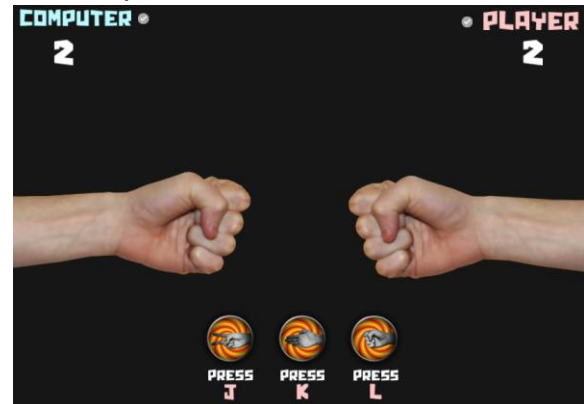 COMPUTER
PLAYER
2
2
PRESS
J
PRESS
K
PRESS
L